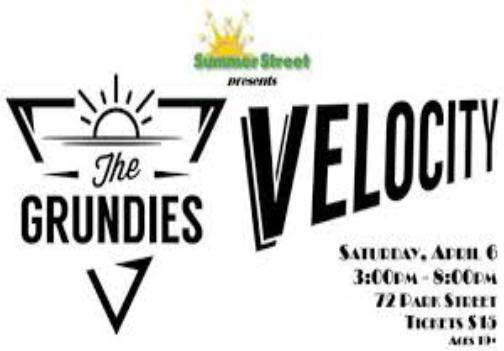 Summer Street
presents
The
GRUNDIES
VELOCITY
SATURDAY, APRIL 6
3:00PM - 8:00PM
72 PARK STREET
TICKETS $15
AGES 19+